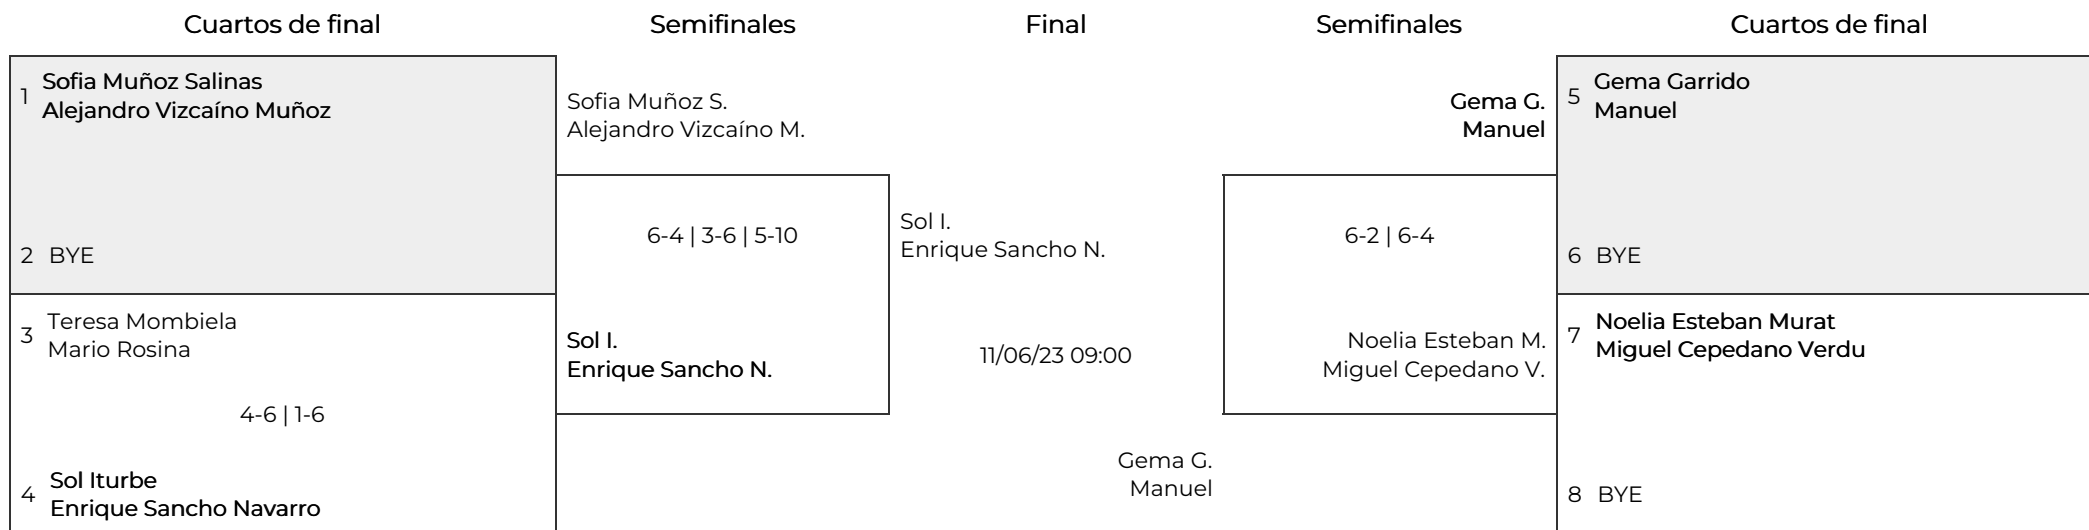 Cuartos de final
Semifinales
Final
Semifinales
Cuartos de final
1
Sofia Muñoz Salinas
Alejandro Vizcaíno Muñoz
2 BYE
3
Teresa Mombiela
Mario Rosina
4-6 | 1-6
4
Sol Iturbe
Enrique Sancho Navarro
Sofia Muñoz S.
Alejandro Vizcaíno M.
6-4 | 3-6 | 5-10
Sol I.
Enrique Sancho N.
Sol I.
Enrique Sancho N.
11/06/23 09:00
Gema G.
Manuel
Gema G.
Manuel
6-2 | 6-4
Noelia Esteban M.
Miguel Cepedano V.
5
Gema Garrido
Manuel
6 BYE
7
Noelia Esteban Murat
Miguel Cepedano Verdu
8 BYE